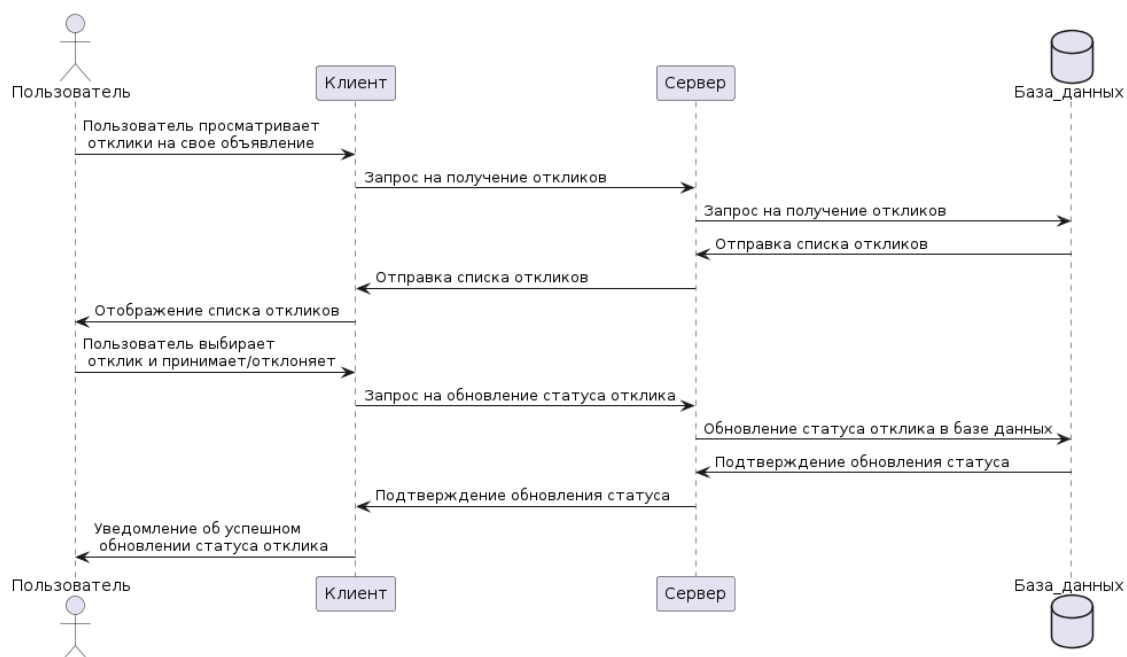 Пользователь
Клиент
Сервер
База_данных
Пользователь просматривает
отклики на свое объявление
Запрос на получение откликов
Запрос на получение откликов
Отправка списка откликов
Отправка списка откликов
Отображение списка откликов
Пользователь выбирает
отклик и принимает/отклоняет
Запрос на обновление статуса отклика
Обновление статуса отклика в базе данных
Подтверждение обновления статуса
Подтверждение обновления статуса
Уведомление об успешном
обновлении статуса отклика
Пользователь
Клиент
Сервер
База_данных